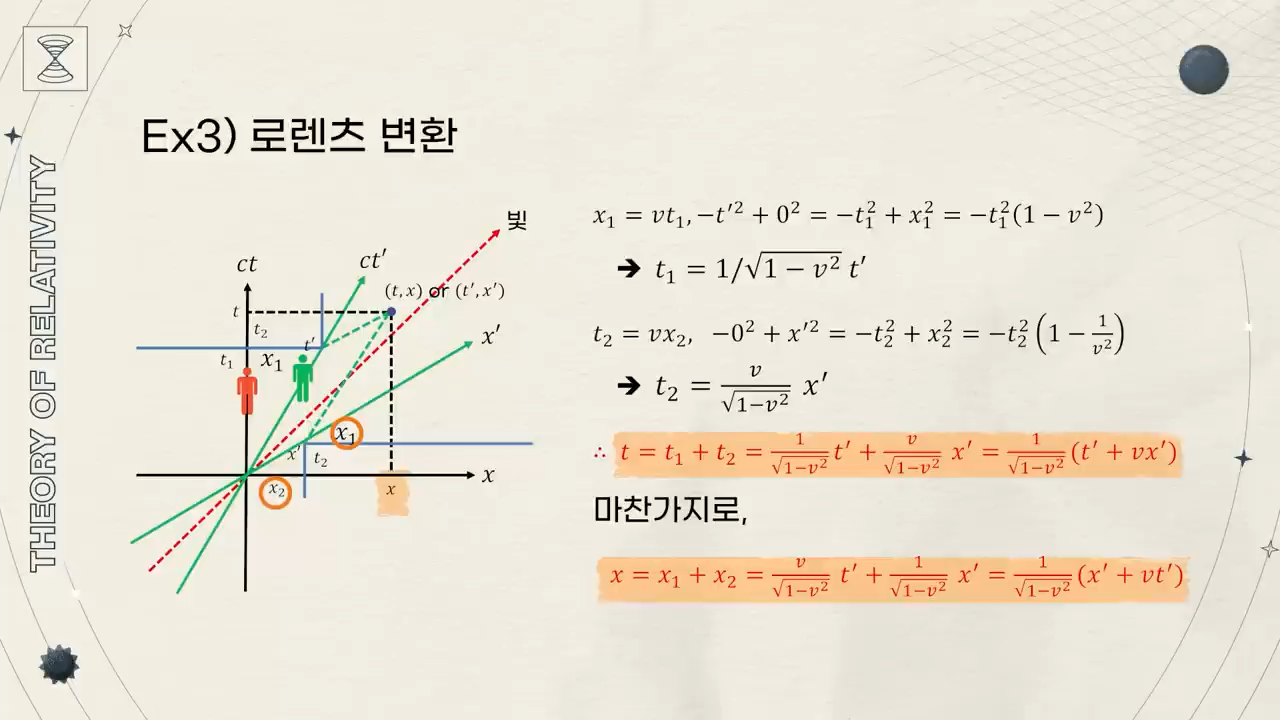 THEORY OF RELATIVITY
Ex3) 로렌츠 변환
빛
ct
ct′
(t, x) or (t′, x′)
t
t₂
x′
t′
t₁
x₁
x₁
x′
t₂
x
x₂
x
x₁ = vt₁, −t′² + 0² = −t₁² + x₁² = −t₁²(1 − v²)
➔ t₁ = 1/√(1 − v²) t′
t₂ = vx₂, −0² + x′² = −t₂² + x₂² = −t₂²(1 − 1/v²)
➔ t₂ = v/√(1−v²) x′
∴ t = t₁ + t₂ = 1/√(1−v²) t′ + v/√(1−v²) x′ = 1/√(1−v²) (t′ + vx′)
마찬가지로,
x = x₁ + x₂ = v/√(1−v²) t′ + 1/√(1−v²) x′ = 1/√(1−v²) (x′ + vt′)